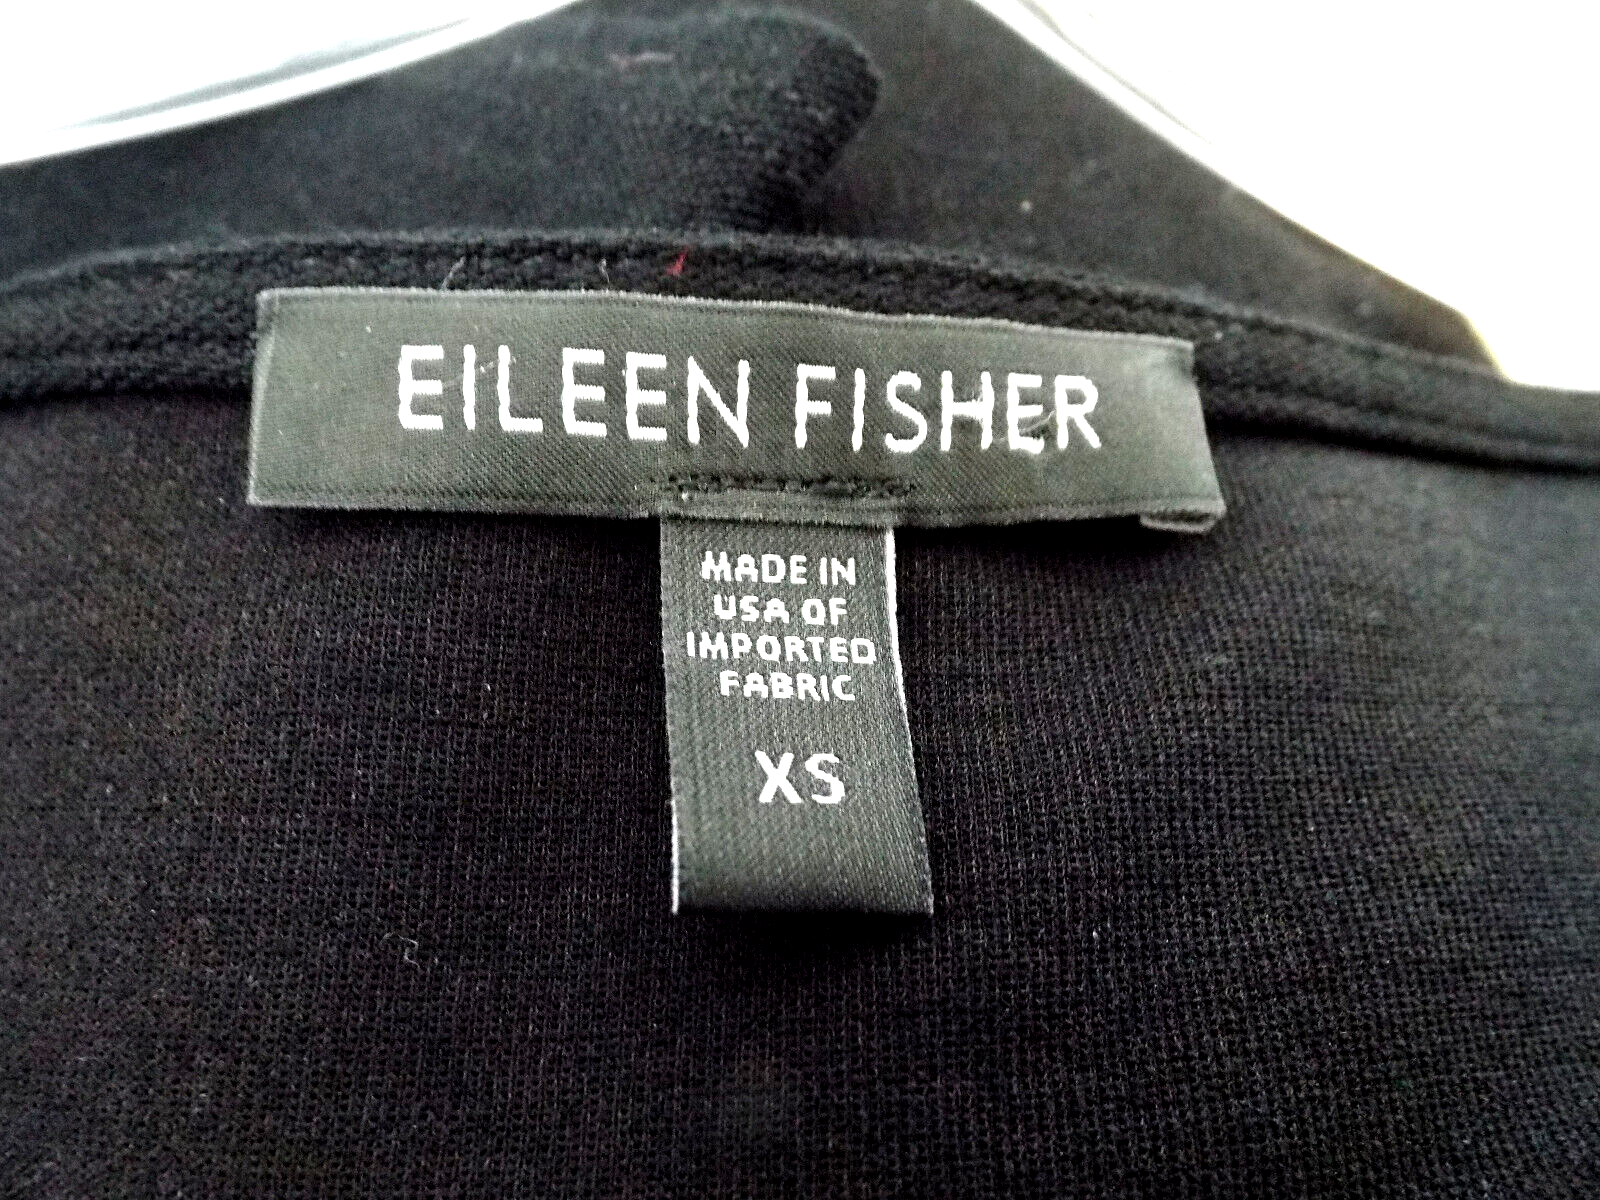 EILEEN FISHER
MADE IN
USA OF
IMPORTED
FABRIC
XS